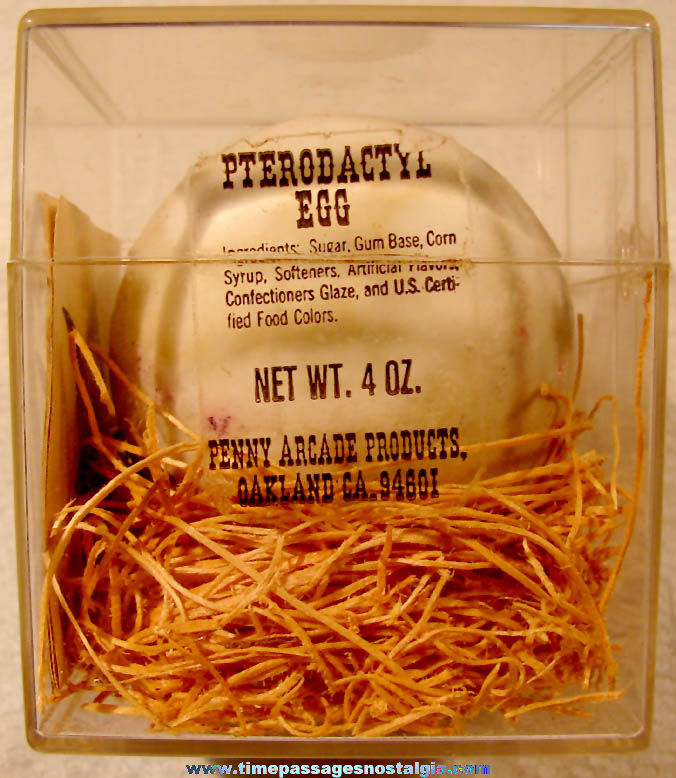 PTERODACTYL
EGG
Ingredients: Sugar, Gum Base, Corn
Syrup, Softeners, Artificial Flavors,
Confectioners Glaze, and U.S. Certi-
fied Food Colors.
NET WT. 4 OZ.
PENNY ARCADE PRODUCTS,
OAKLAND CA. 94601
www.timepassagesnostalgia.com